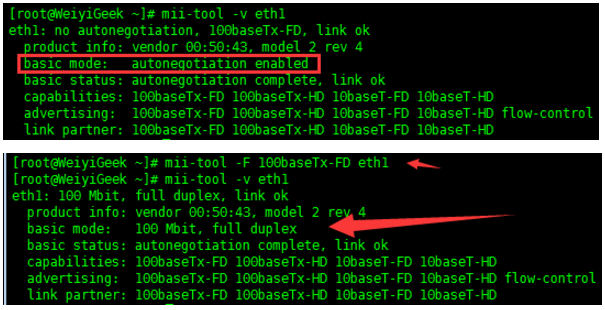 [root@WeiyiGeek ~]# mii-tool -v eth1
eth1: no autonegotiation, 100baseTx-FD, link ok
product info: vendor 00:50:43, model 2 rev 4
basic mode:   autonegotiation enabled
basic status: autonegotiation complete, link ok
capabilities: 100baseTx-FD 100baseTx-HD 10baseT-FD 10baseT-HD
advertising:  100baseTx-FD 100baseTx-HD 10baseT-FD 10baseT-HD flow-control
link partner: 100baseTx-FD 100baseTx-HD 10baseT-FD 10baseT-HD
[root@WeiyiGeek ~]# mii-tool -F 100baseTx-FD eth1
[root@WeiyiGeek ~]# mii-tool -v eth1
eth1: 100 Mbit, full duplex, link ok
product info: vendor 00:50:43, model 2 rev 4
basic mode:   100 Mbit, full duplex
basic status: autonegotiation complete, link ok
capabilities: 100baseTx-FD 100baseTx-HD 10baseT-FD 10baseT-HD
advertising:  100baseTx-FD 100baseTx-HD 10baseT-FD 10baseT-HD flow-control
link partner: 100baseTx-FD 100baseTx-HD 10baseT-FD 10baseT-HD